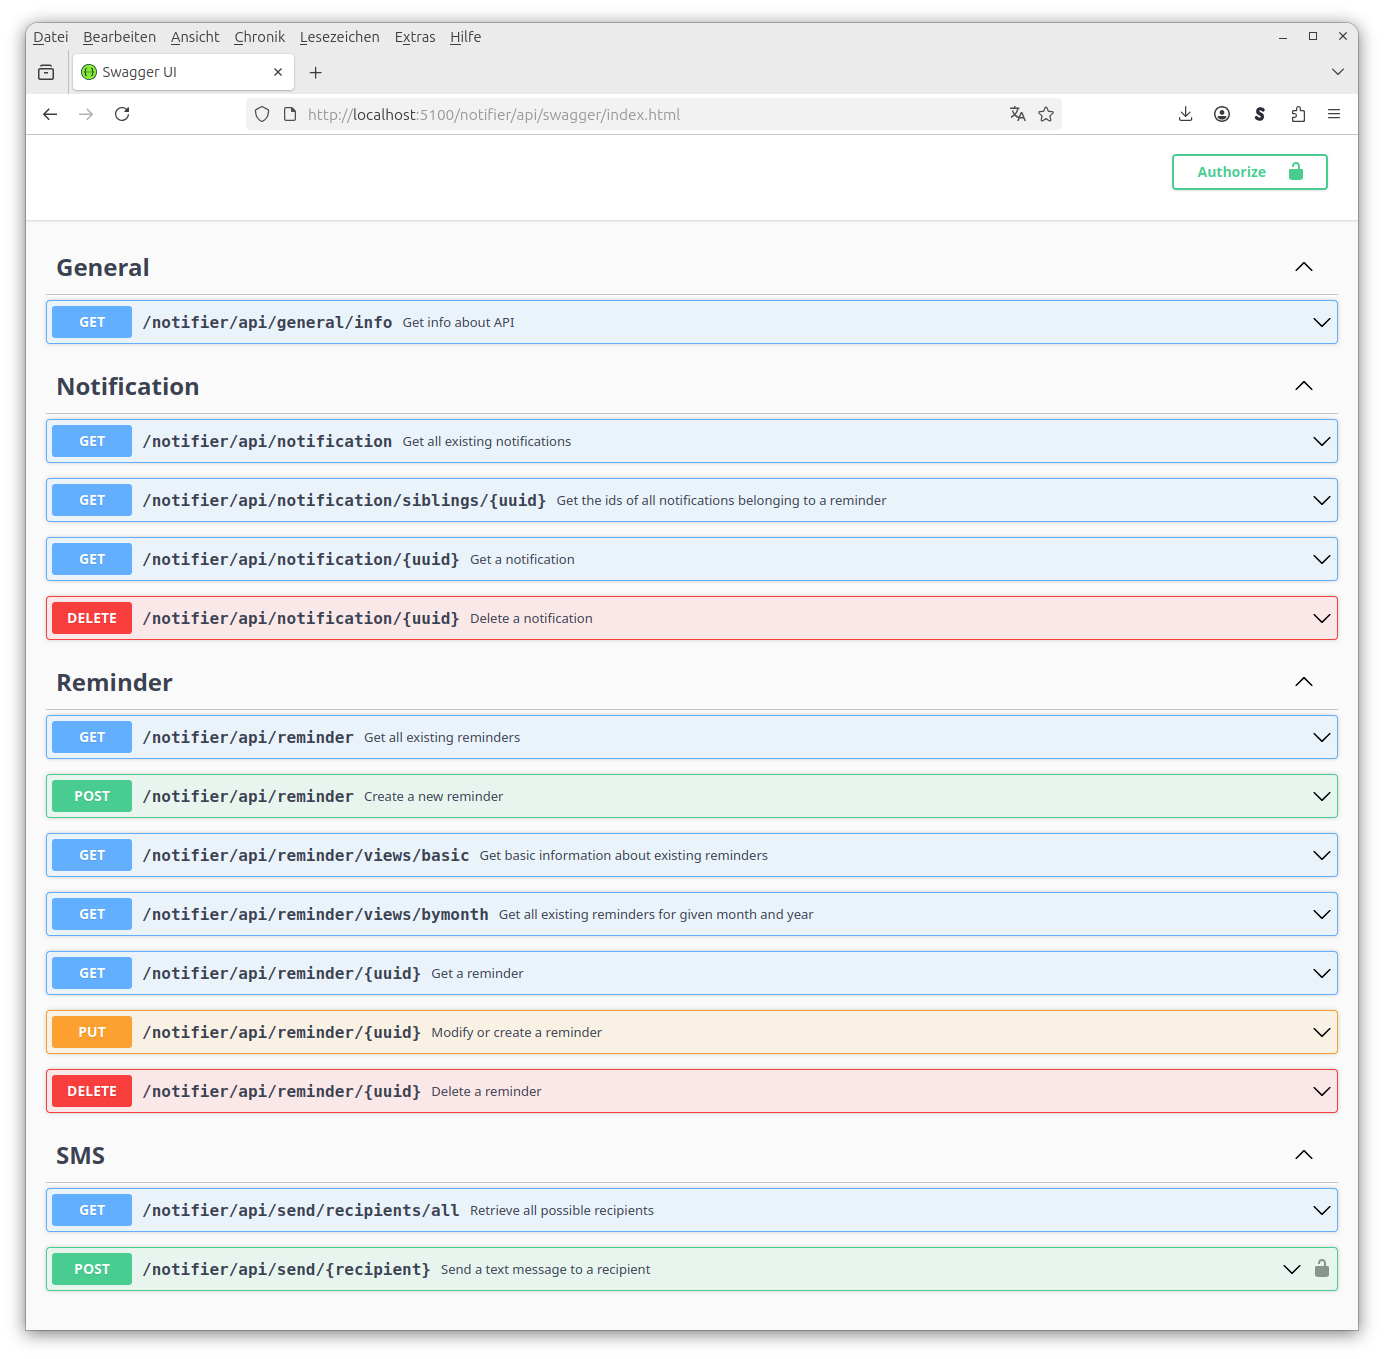 Datei Bearbeiten Ansicht Chronik Lesezeichen Extras Hilfe
Swagger UI
http://localhost:5100/notifier/api/swagger/index.html
Authorize
General
GET /notifier/api/general/info Get info about API
Notification
GET /notifier/api/notification Get all existing notifications
GET /notifier/api/notification/siblings/{uuid} Get the ids of all notifications belonging to a reminder
GET /notifier/api/notification/{uuid} Get a notification
DELETE /notifier/api/notification/{uuid} Delete a notification
Reminder
GET /notifier/api/reminder Get all existing reminders
POST /notifier/api/reminder Create a new reminder
GET /notifier/api/reminder/views/basic Get basic information about existing reminders
GET /notifier/api/reminder/views/bymonth Get all existing reminders for given month and year
GET /notifier/api/reminder/{uuid} Get a reminder
PUT /notifier/api/reminder/{uuid} Modify or create a reminder
DELETE /notifier/api/reminder/{uuid} Delete a reminder
SMS
GET /notifier/api/send/recipients/all Retrieve all possible recipients
POST /notifier/api/send/{recipient} Send a text message to a recipient